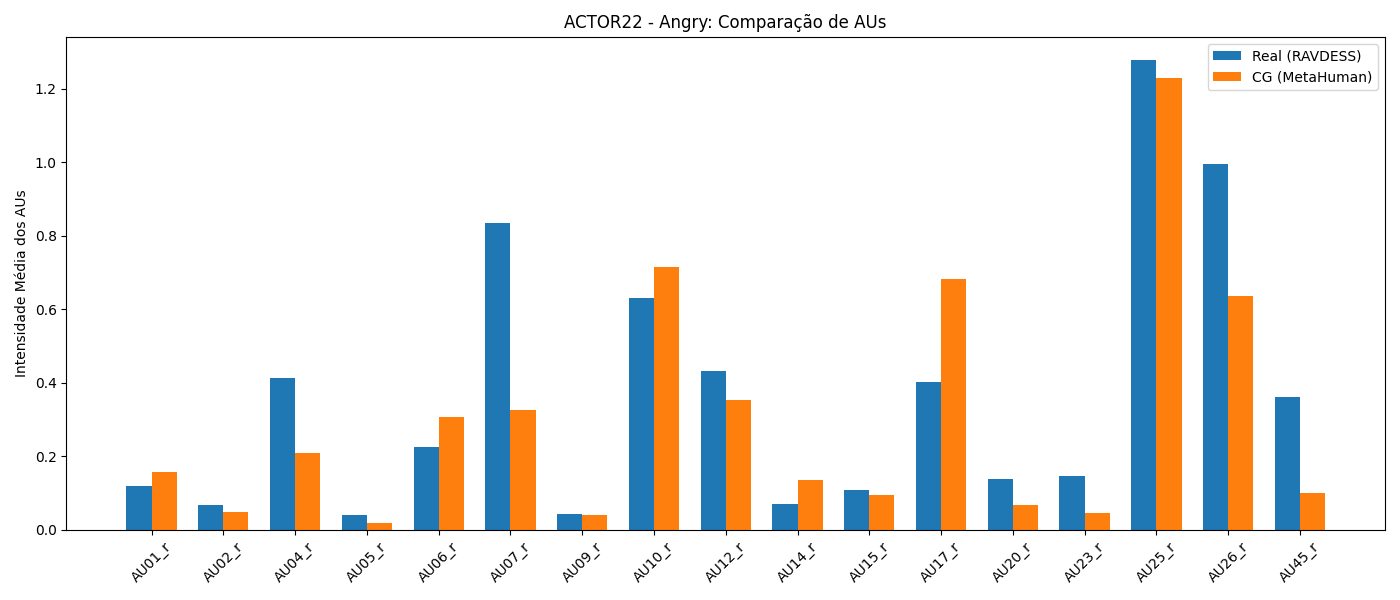 ACTOR22 - Angry: Comparação de AUs
Real (RAVDESS)
CG (MetaHuman)
Intensidade Média dos AUs
1.2
1.0
0.8
0.6
0.4
0.2
0.0
AU01_r AU02_r AU04_r AU05_r AU06_r AU07_r AU09_r AU10_r AU12_r AU14_r AU15_r AU17_r AU20_r AU23_r AU25_r AU26_r AU45_r